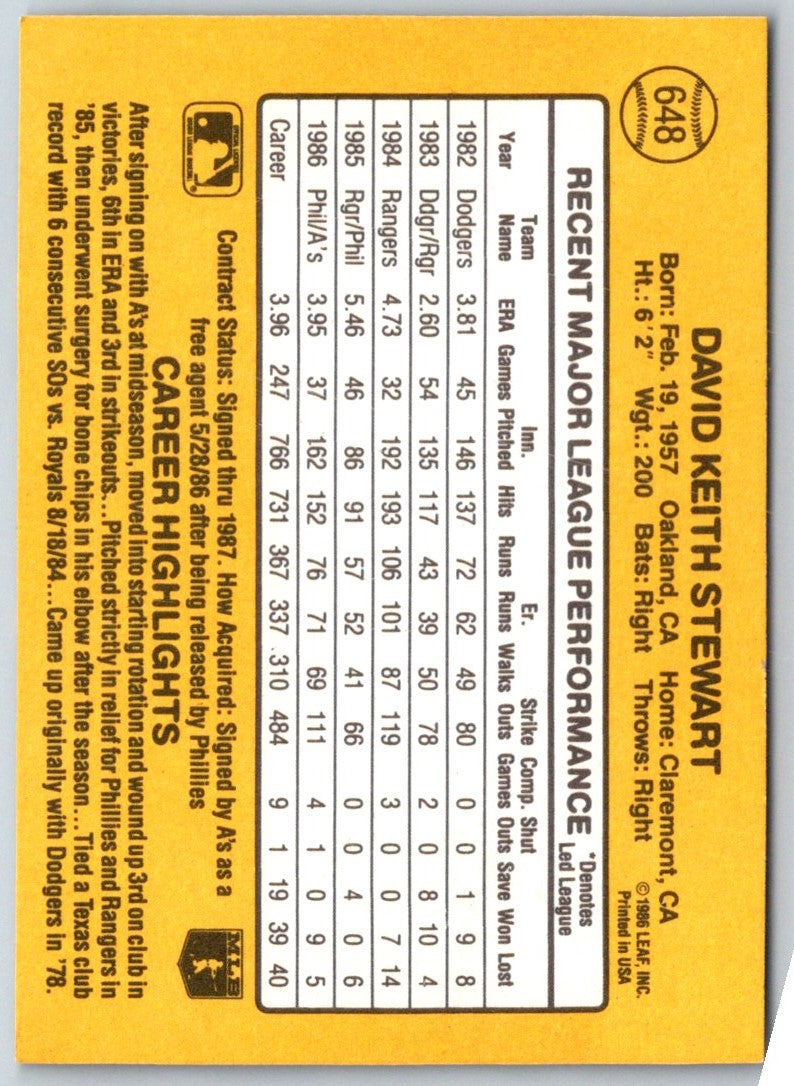 648
DAVID KEITH STEWART
Born: Feb. 19, 1957 Oakland, CA Home: Claremont, CA
Ht.: 6'2" Wgt.: 200 Bats: Right Throws: Right
©1986 LEAF, INC.
Printed in USA
RECENT MAJOR LEAGUE PERFORMANCE *Denotes Led League
Team Inn. Er. Strike Comp. Shut
Year Name ERA Games Pitched Hits Runs Runs Walks Outs Games Outs Save Won Lost
1982 Dodgers 3.81 45 146 137 72 62 49 80 0 0 1 9 8
1983 Ddgr/Rgr 2.60 54 135 117 43 39 50 78 2 0 8 10 4
1984 Rangers 4.73 32 192 193 106 101 87 119 3 0 0 7 14
1985 Rgr/Phil 5.46 46 86 91 57 52 41 66 0 0 4 0 6
1986 Phil/A's 3.95 37 162 152 76 71 69 111 4 1 0 9 5
Career 3.96 247 766 731 367 337 310 484 9 1 19 39 40
Contract Status: Signed thru 1987. How Acquired: Signed by A's as a
free agent 5/28/86 after being released by Phillies
MLB
CAREER HIGHLIGHTS
After signing on with A's at midseason, moved into starting rotation and wound up 3rd on club in
victories, 6th in ERA and 3rd in strikeouts...Pitched strictly in relief for Phillies and Rangers in
'85, then underwent surgery for bone chips in his elbow after the season...Tied a Texas club
record with 6 consecutive SOs vs. Royals 8/18/84...Came up originally with Dodgers in '78.